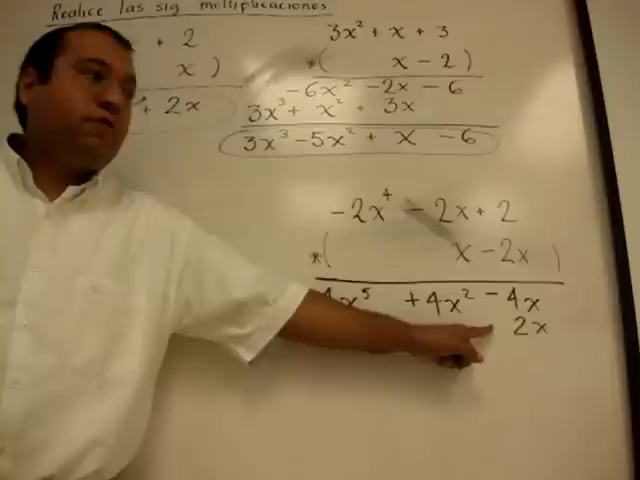 Realice las sig multiplicaciones
+ 2
x )
+ 2x
3x² + x + 3
*( x - 2 )
-6x² - 2x - 6
3x³ + x² + 3x
3x³ - 5x² + x - 6
-2x⁴ - 2x + 2
*( x - 2x )
4x⁵ + 4x² - 4x
2x